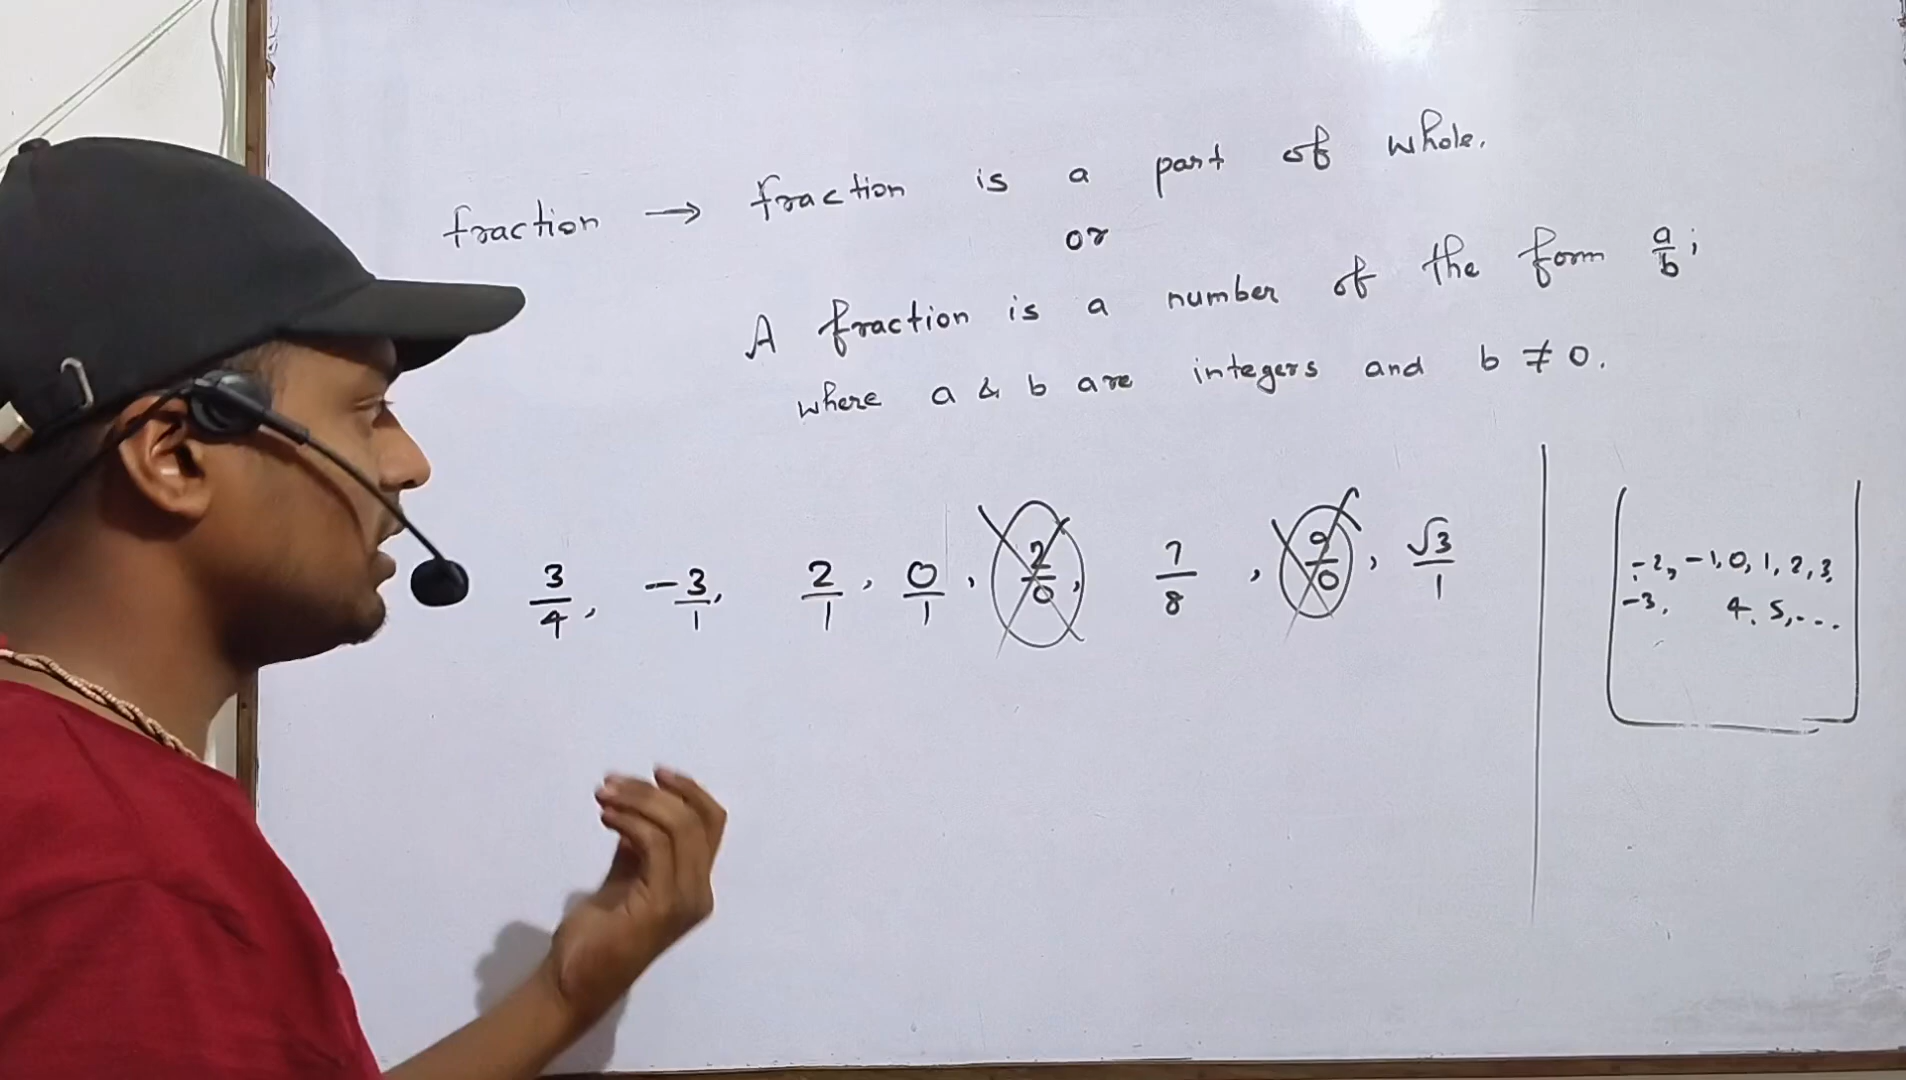 fraction → fraction is a part of whole.
or
A fraction is a number of the form a/b;
where a & b are integers and b ≠ 0.
3/4, -3/1, 2/1, 0/1, 2/0, 7/8, 9/0, √3/1
-2, -1, 0, 1, 2, 3,
-3, 4, 5, ...